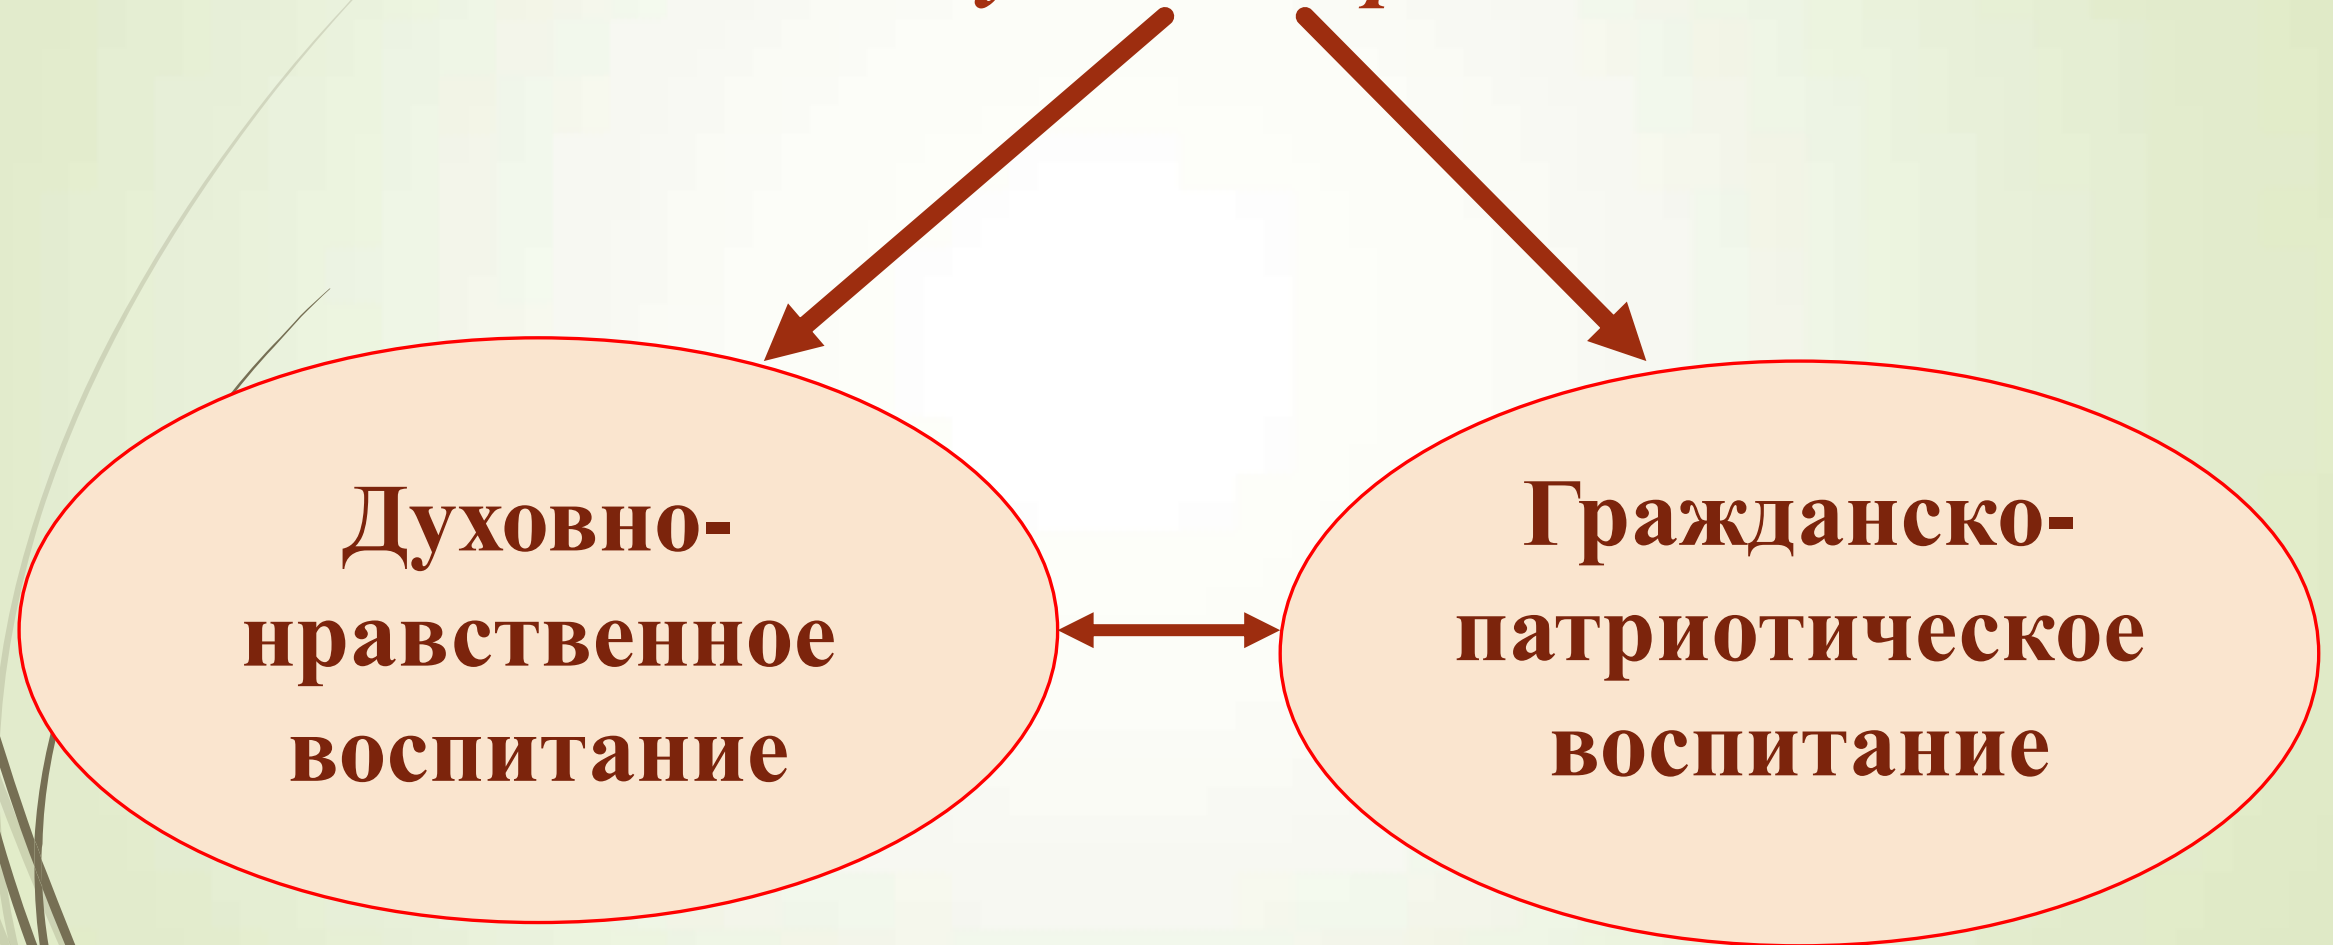 Духовно-
нравственное
воспитание
Гражданско-
патриотическое
воспитание